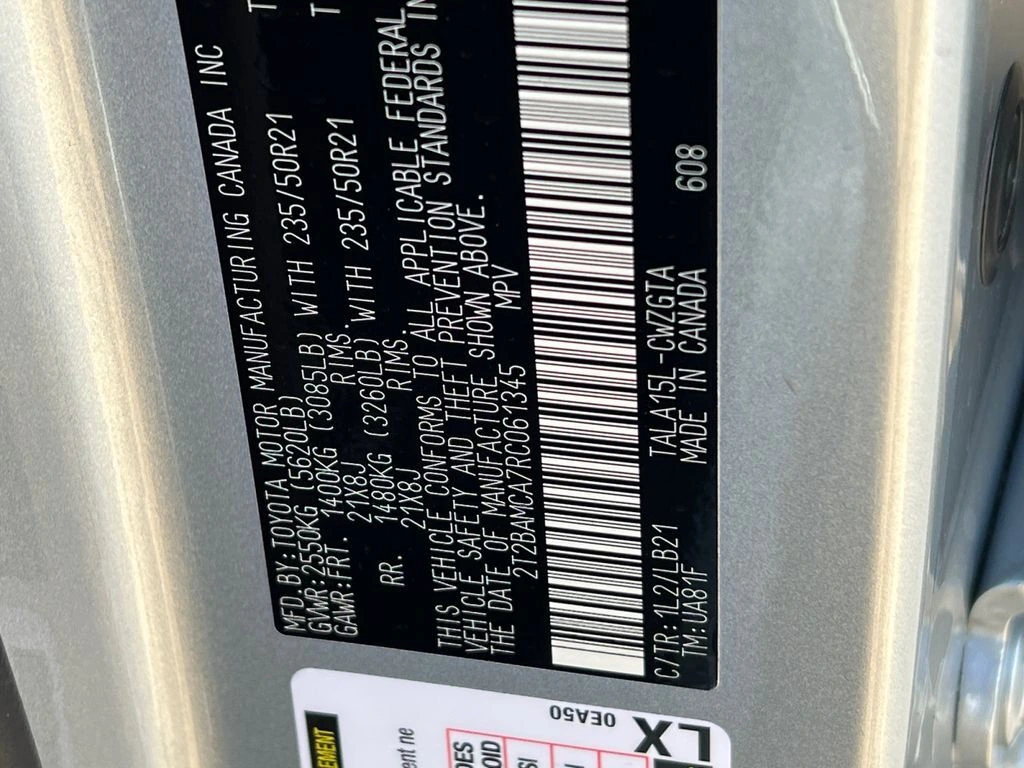 MFD.BY:TOYOTA MOTOR MANUFACTURING CANADA INC
GVWR:2550KG (5620LB)
GAWR:FRT. 1400KG (3085LB) WITH 235/50R21 T
21X8J RIMS.
RR. 1480KG (3260LB) WITH 235/50R21 T
21X8J RIMS.
THIS VEHICLE CONFORMS TO ALL APPLICABLE FEDERAL
VEHICLE SAFETY AND THEFT PREVENTION STANDARDS IN
THE DATE OF MANUFACTURE SHOWN ABOVE.
2T2BAMCA7RC061345 MPV
C/TR:1L2/LB21 TALA15L-CWZGTA 608
TM:UA81F MADE IN CANADA
0EA50
LX